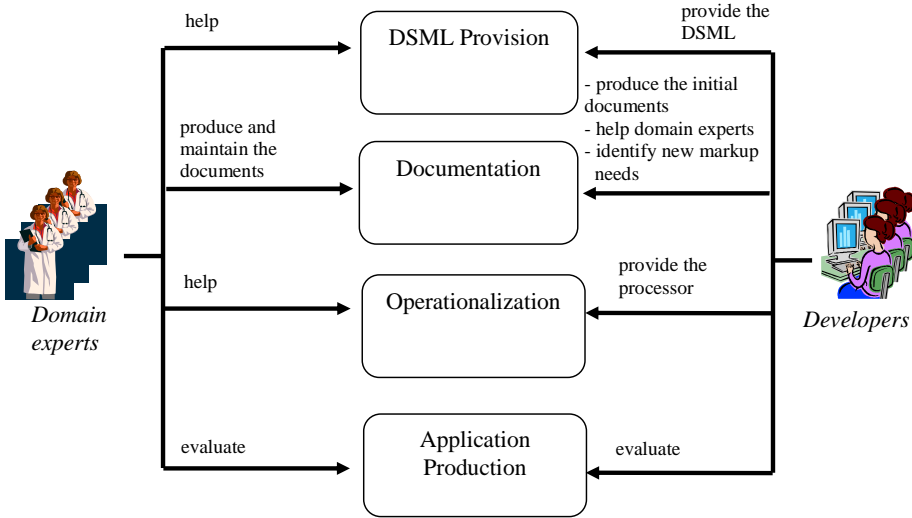 help
DSML Provision
provide the
DSML
- produce the initial
documents
- help domain experts
- identify new markup
needs
produce and
maintain the
documents
Documentation
Domain
experts
help
Operationalization
provide the
processor
Developers
evaluate
Application
Production
evaluate